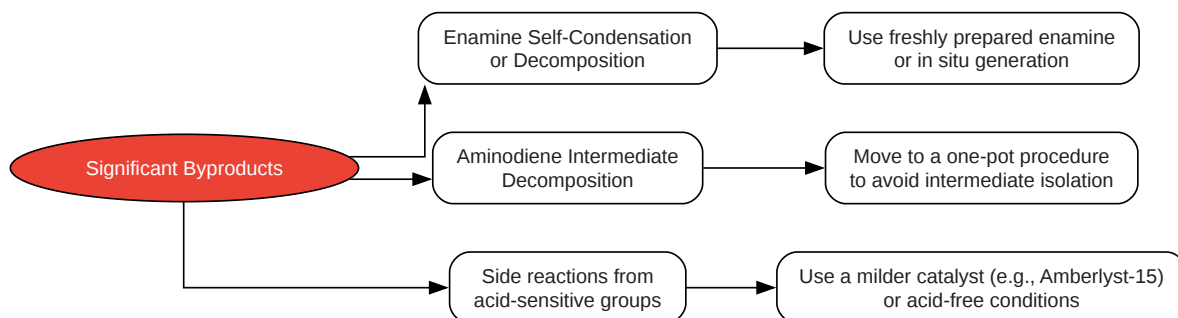 Enamine Self-Condensation
or Decomposition
Use freshly prepared enamine
or in situ generation
Significant Byproducts
Aminodiene Intermediate
Decomposition
Move to a one-pot procedure
to avoid intermediate isolation
Side reactions from
acid-sensitive groups
Use a milder catalyst (e.g., Amberlyst-15)
or acid-free conditions